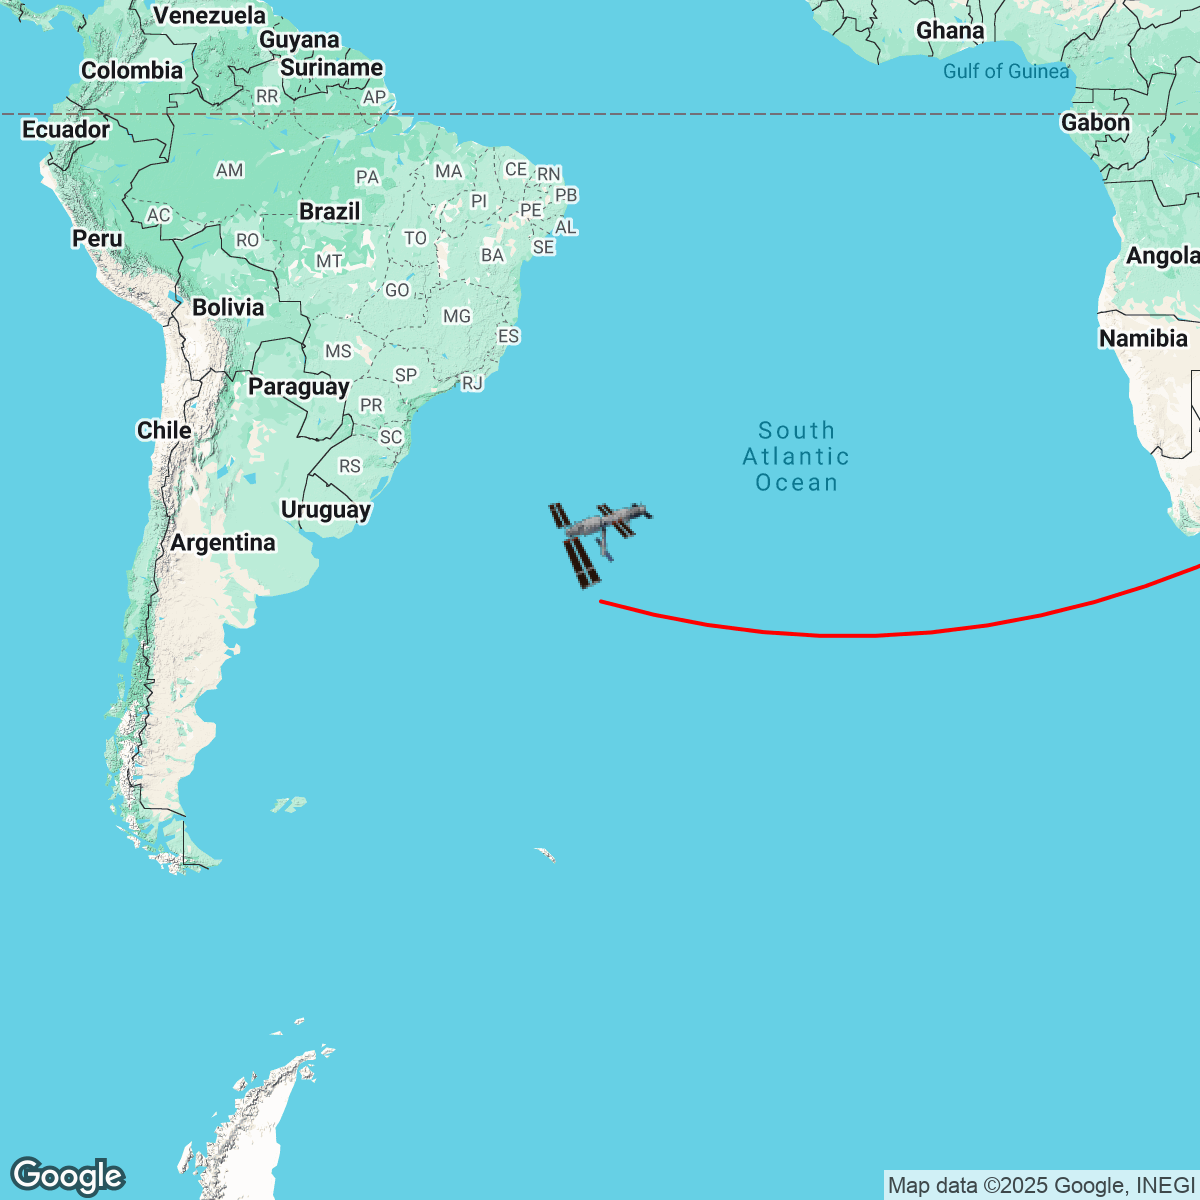 Venezuela
Ghana
Guyana
Suriname
Colombia
Gulf of Guinea
RR
AP
Ecuador
Gabon
AM
PA
MA
CE
RN
PI
PB
PE
AC
Brazil
AL
Peru
RO
TO
SE
MT
BA
Angola
GO
Bolivia
MG
ES
Namibia
MS
SP
RJ
Paraguay
PR
Chile
SC
South
Atlantic
Ocean
RS
Uruguay
Argentina
Google
Map data ©2025 Google, INEGI